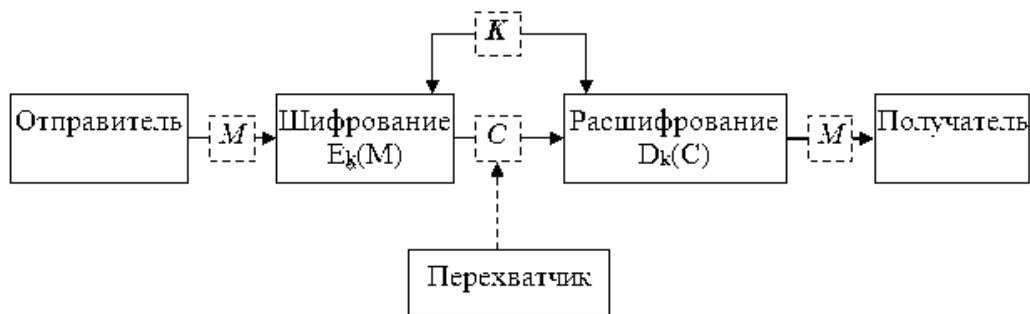 K
Отправитель
M
Шифрование
Ek(M)
C
Расшифрование
Dk(C)
M
Получатель
Перехватчик